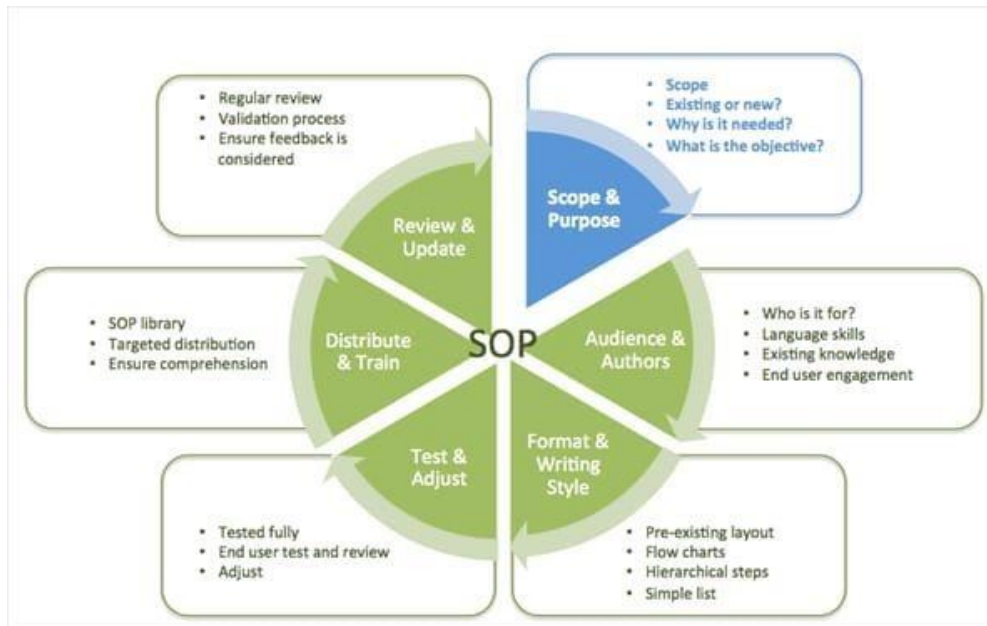 • Regular review
• Validation process
• Ensure feedback is
considered
• Scope
• Existing or new?
• Why is it needed?
• What is the objective?
Review &
Update
Scope &
Purpose
• SOP library
• Targeted distribution
• Ensure comprehension
Distribute
& Train
SOP
Audience &
Authors
• Who is it for?
• Language skills
• Existing knowledge
• End user engagement
Test &
Adjust
Format &
Writing
Style
• Tested fully
• End user test and review
• Adjust
• Pre-existing layout
• Flow charts
• Hierarchical steps
• Simple list